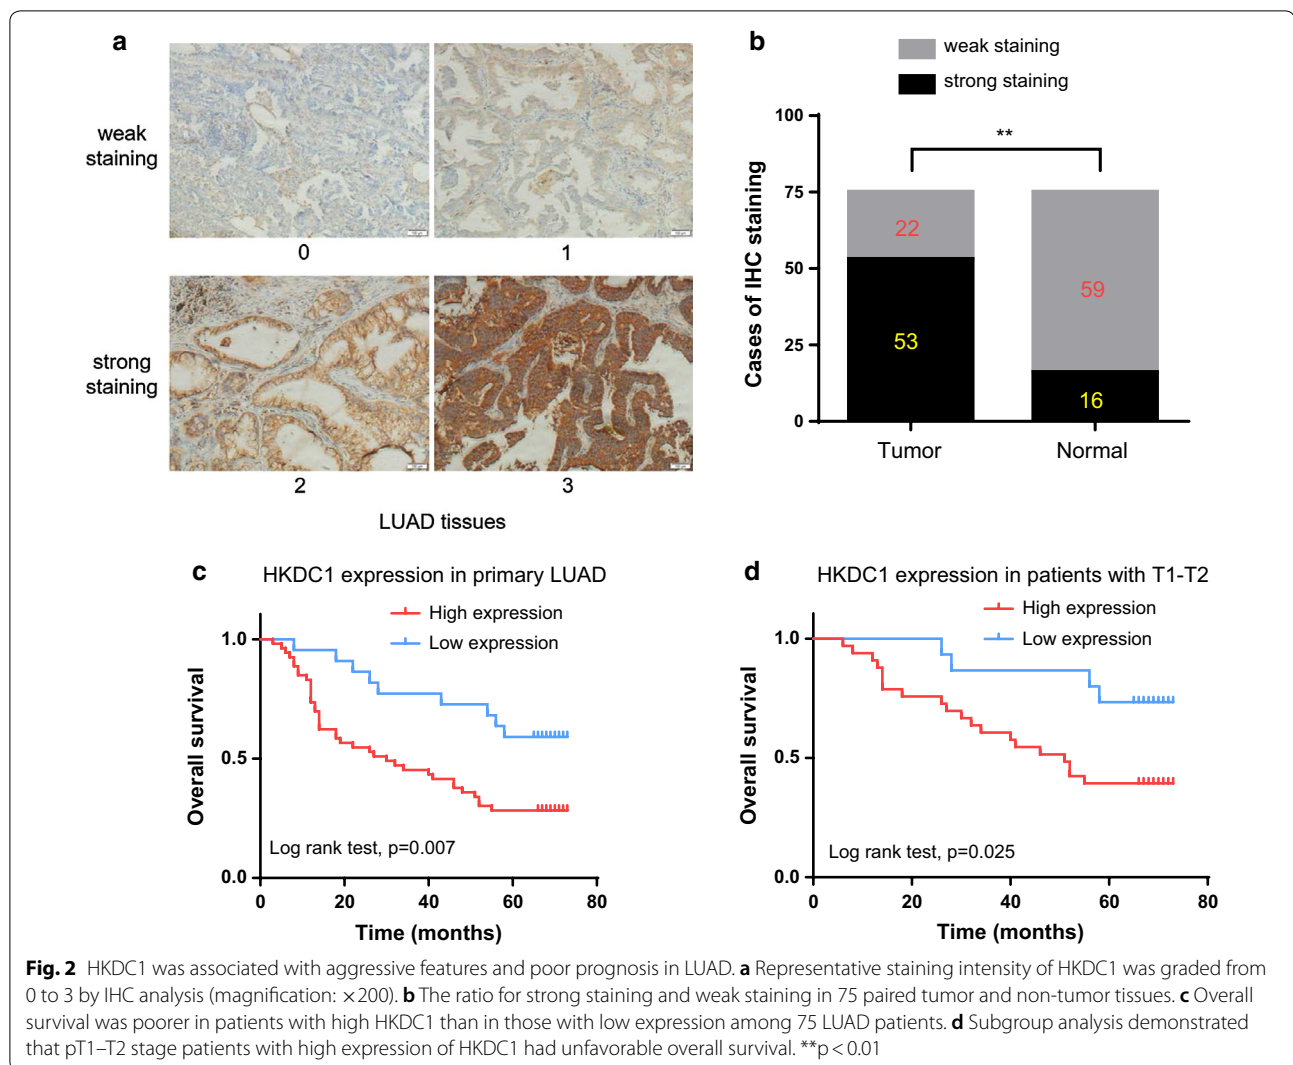 a
weak
staining
0
1
strong
staining
2
3
LUAD tissues
b
weak staining
strong staining
100
75
50
25
0
Cases of IHC staining
**
22
53
59
16
Tumor
Normal
c
HKDC1 expression in primary LUAD
High expression
Low expression
1.0
0.5
0.0
Overall survival
Log rank test, p=0.007
0
20
40
60
80
Time (months)
d
HKDC1 expression in patients with T1-T2
High expression
Low expression
1.0
0.5
0.0
Overall survival
Log rank test, p=0.025
0
20
40
60
80
Time (months)
Fig. 2 HKDC1 was associated with aggressive features and poor prognosis in LUAD. a Representative staining intensity of HKDC1 was graded from
0 to 3 by IHC analysis (magnification: ×200). b The ratio for strong staining and weak staining in 75 paired tumor and non-tumor tissues. c Overall
survival was poorer in patients with high HKDC1 than in those with low expression among 75 LUAD patients. d Subgroup analysis demonstrated
that pT1–T2 stage patients with high expression of HKDC1 had unfavorable overall survival. **p < 0.01